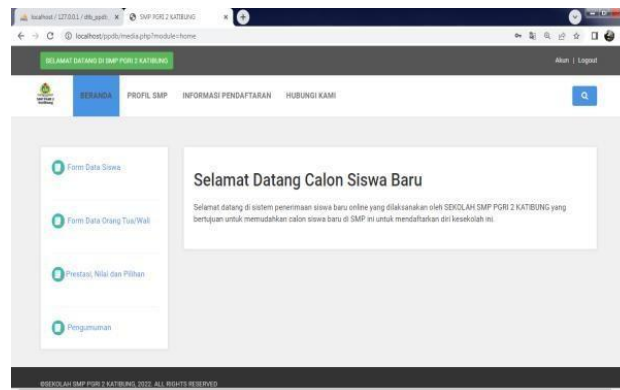 localhost / 127.0.0.1 / dtb_ppdb
SMP PGRI 2 KATIBUNG
localhost/ppdb/media.php?module=home
SELAMAT DATANG DI SMP PGRI 2 KATIBUNG
Akun | Logout
BERANDA
PROFIL SMP
INFORMASI PENDAFTARAN
HUBUNGI KAMI
Form Data Siswa
Form Data Orang Tua/Wali
Prestasi, Nilai dan Pilihan
Pengumuman
Selamat Datang Calon Siswa Baru
Selamat datang di sistem penerimaan siswa baru online yang dilaksanakan oleh SEKOLAH SMP PGRI 2 KATIBUNG yang
bertujuan untuk memudahkan calon siswa baru di SMP ini untuk mendaftarkan diri kesekolah ini.
©SEKOLAH SMP PGRI 2 KATIBUNG, 2022. ALL RIGHTS RESERVED